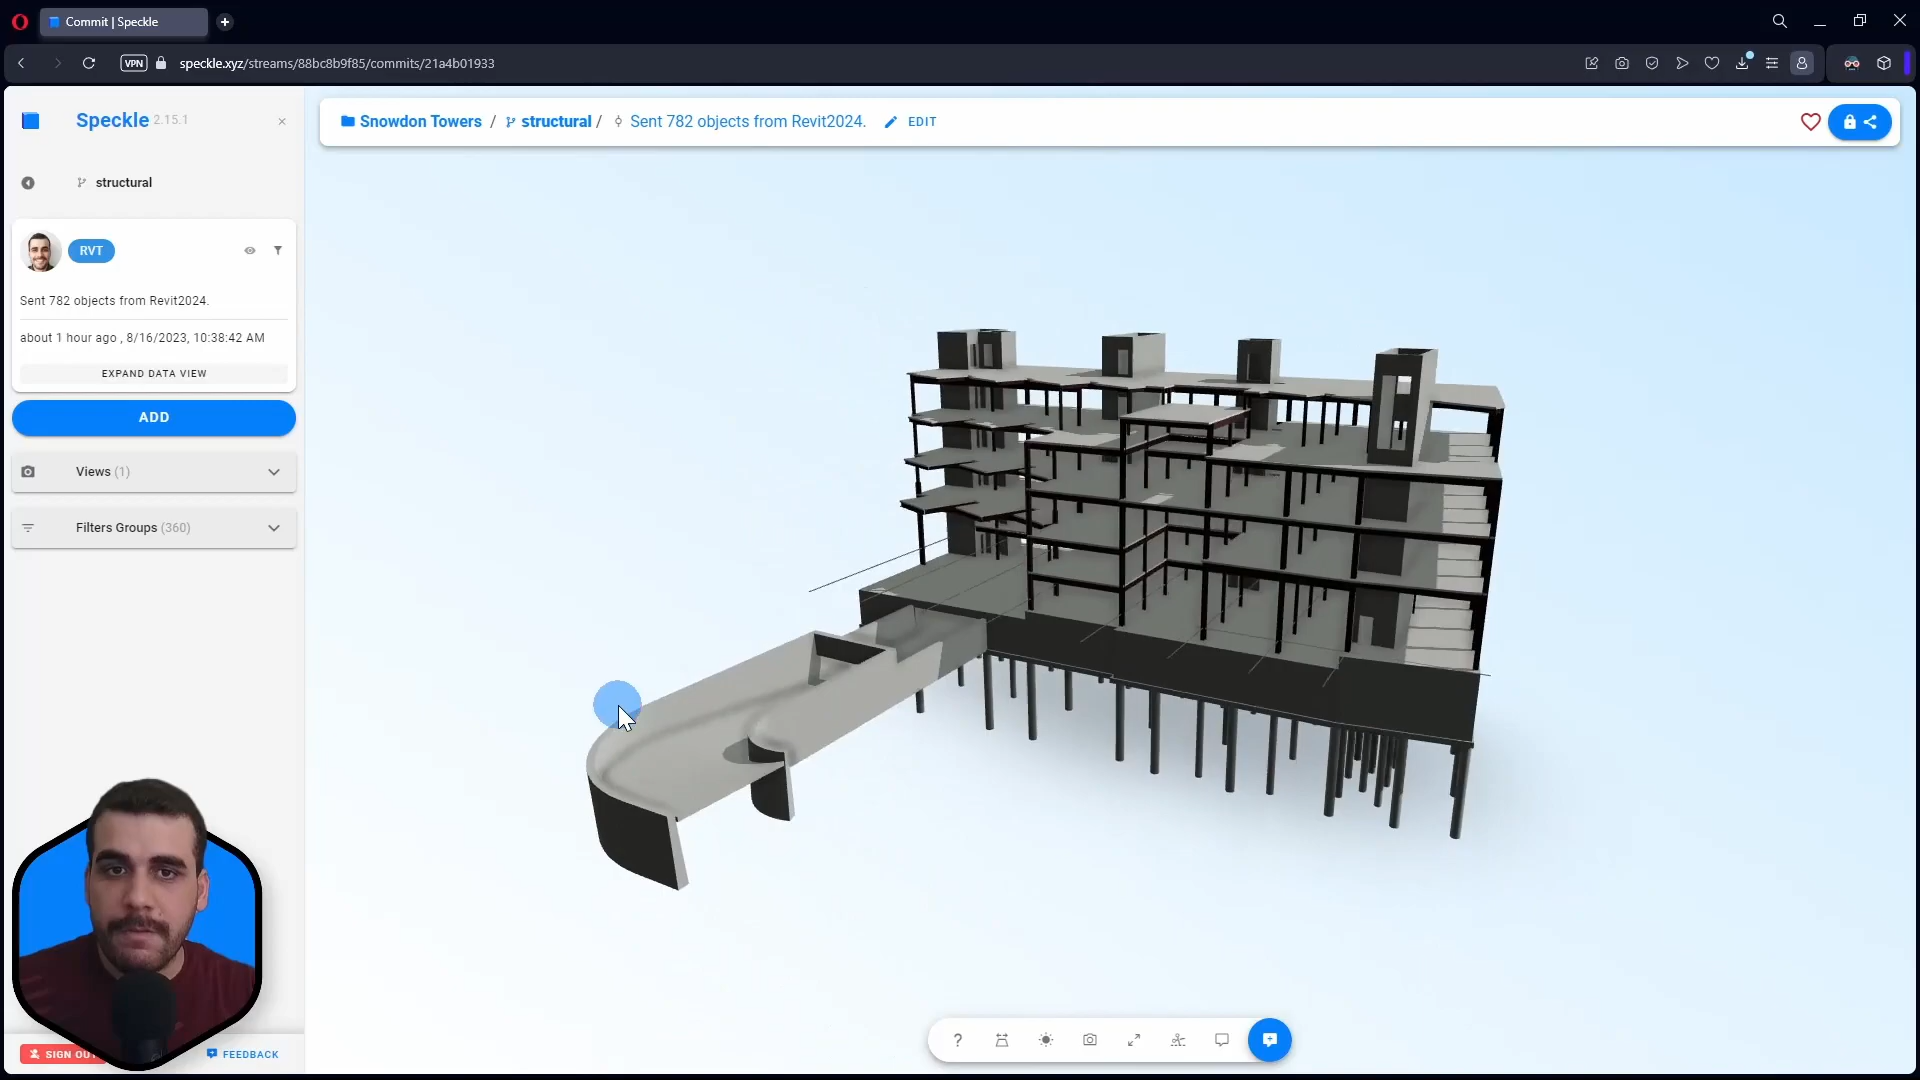 Commit | Speckle
VPN
speckle.xyz/streams/88bc8b9f85/commits/21a4b01933
Speckle 2.15.1
Snowdon Towers / structural / Sent 782 objects from Revit2024. EDIT
structural
RVT
Sent 782 objects from Revit2024.
about 1 hour ago , 8/16/2023, 10:38:42 AM
EXPAND DATA VIEW
ADD
Views (1)
Filters Groups (360)
SIGN OUT
FEEDBACK
?